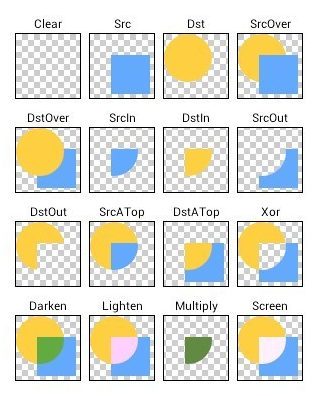 Clear Src Dst SrcOver
DstOver SrcIn DstIn SrcOut
DstOut SrcATop DstATop Xor
Darken Lighten Multiply Screen